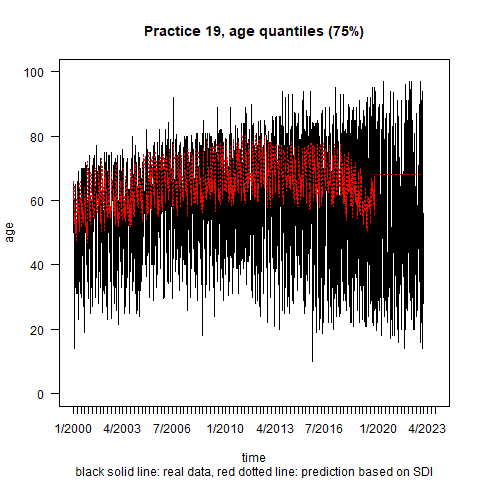 Practice 19, age quantiles (75%)
100
80
60
40
20
0
age
1/2000 4/2003 7/2006 1/2010 4/2013 7/2016 1/2020 4/2023
time
black solid line: real data, red dotted line: prediction based on SDI